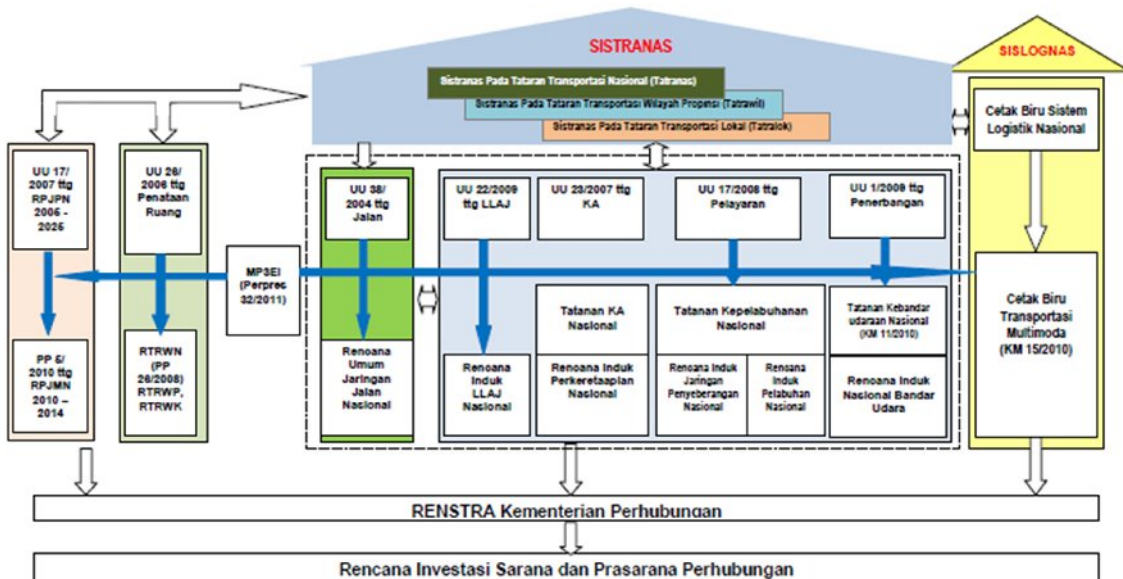 SISTRANAS
Sistranas Pada Tataran Transportasi Nasional (Tatranas)
Sistranas Pada Tataran Transportasi Wilayah Propinsi (Tatrawil)
Sistranas Pada Tataran Transportasi Lokal (Tatralok)
SISLOGNAS
Cetak Biru Sistem
Logistik Nasional
UU 17/
2007 ttg
RPJPN
2005 -
2025
UU 26/
2006 ttg
Penataan
Ruang
UU 38/
2004 ttg
Jalan
UU 22/2009
ttg LLAJ
UU 23/2007 ttg
KA
UU 17/2008 ttg
Pelayaran
UU 1/2009 ttg
Penerbangan
MP3EI
(Perpres
32/2011)
PP 5/
2010 ttg
RPJMN
2010 –
2014
RTRWN
(PP
26/2008)
RTRWP,
RTRWK
Rencana
Umum
Jaringan
Jalan
Nasional
Rencana
Induk
LLAJ
Nasional
Tatanan KA
Nasional
Rencana Induk
Perkeretaapian
Nasional
Tatanan Kepelabuhanan
Nasional
Rencana Induk
Jaringan
Penyeberangan
Nasional
Rencana
Induk
Pelabuhan
Nasional
Tatanan Kebandar
udaraan Nasional
(KM 11/2010)
Rencana Induk
Nasional Bandar
Udara
Cetak Biru
Transportasi
Multimoda
(KM 15/2010)
RENSTRA Kementerian Perhubungan
Rencana Investasi Sarana dan Prasarana Perhubungan